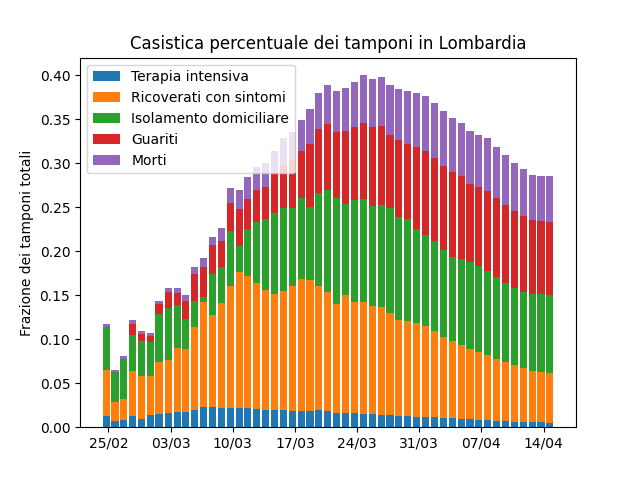 Casistica percentuale dei tamponi in Lombardia
Terapia intensiva
Ricoverati con sintomi
Isolamento domiciliare
Guariti
Morti
Frazione dei tamponi totali
0.40
0.35
0.30
0.25
0.20
0.15
0.10
0.05
0.00
25/02 03/03 10/03 17/03 24/03 31/03 07/04 14/04